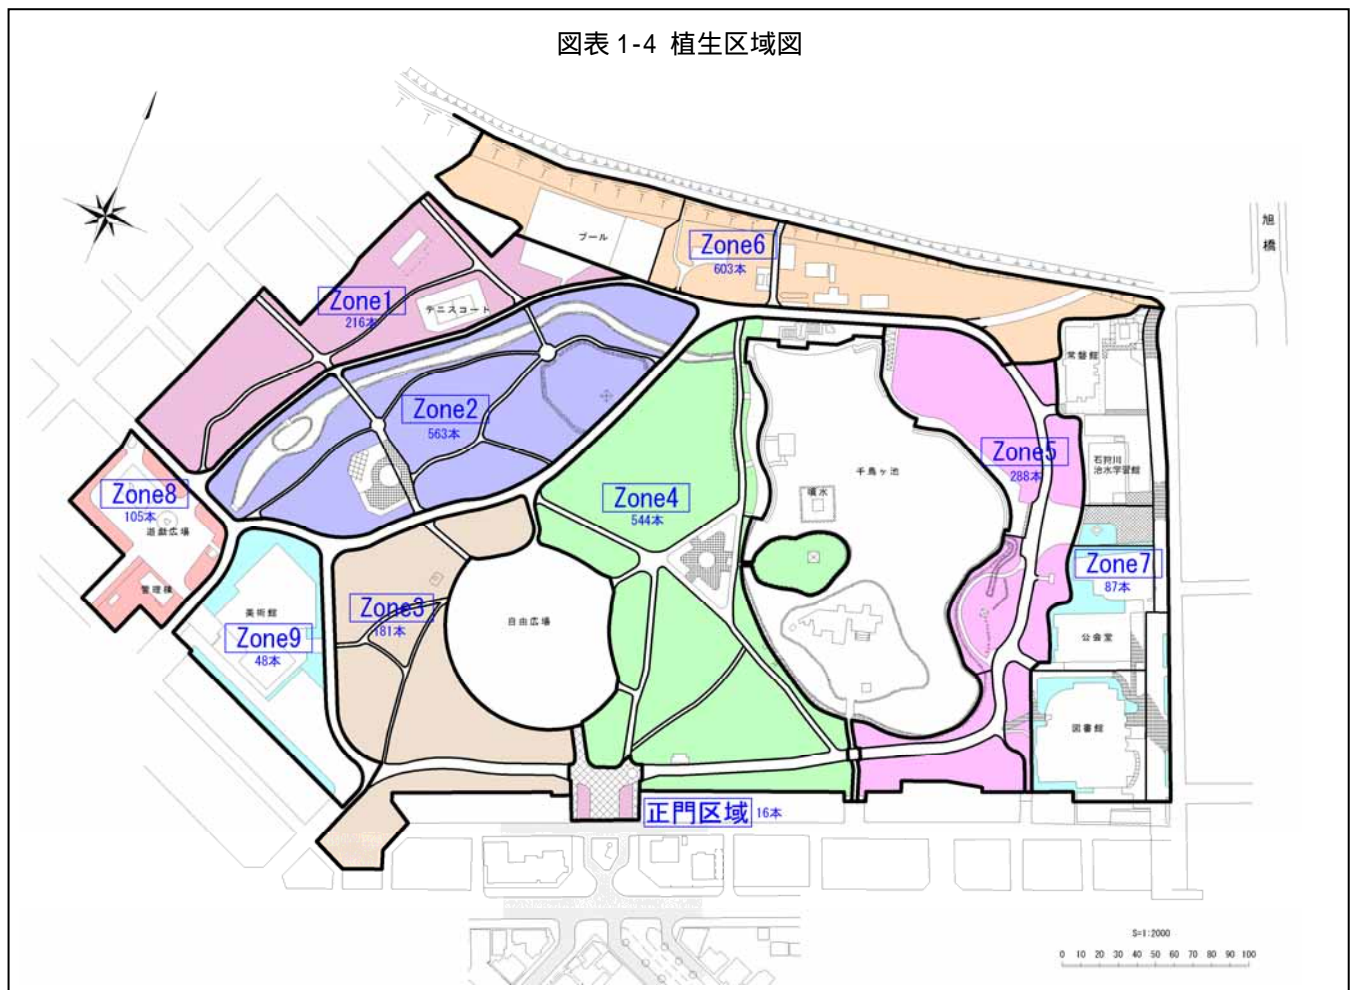 図表 1-4 植生区域図
旭橋
プール
Zone6
603本
Zone1
216本
テニスコート
常磐館
Zone2
563本
Zone5
288本
石狩川
治水学習館
千鳥ヶ池
噴水
Zone8
105本
遊戯広場
管理棟
Zone4
544本
Zone7
87本
美術館
Zone9
48本
Zone3
181本
自由広場
公会堂
図書館
正門区域 16本
S=1:2000
0 10 20 30 40 50 60 70 80 90 100